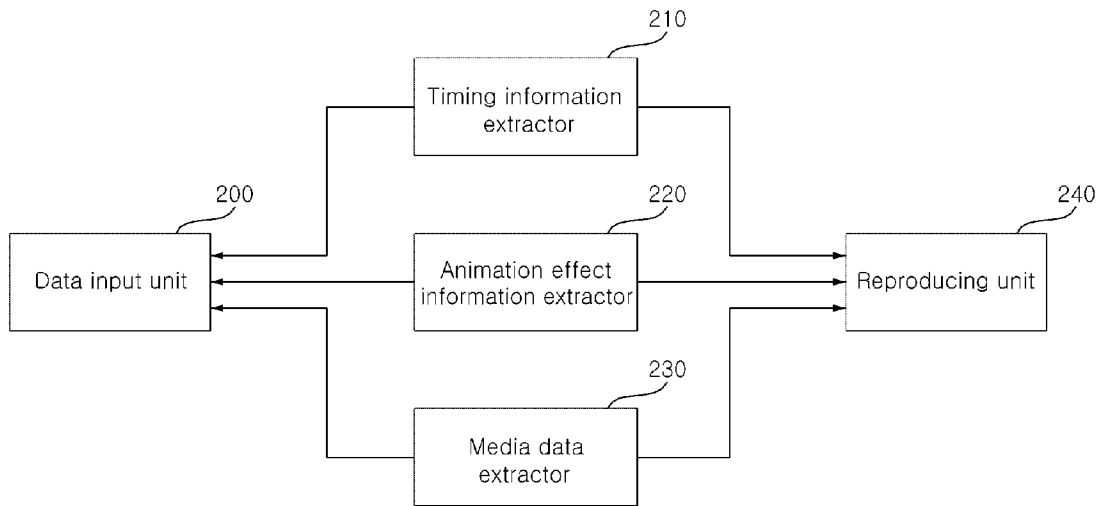 210
Timing information
extractor
200
Data input unit
220
Animation effect
information extractor
240
Reproducing unit
230
Media data
extractor